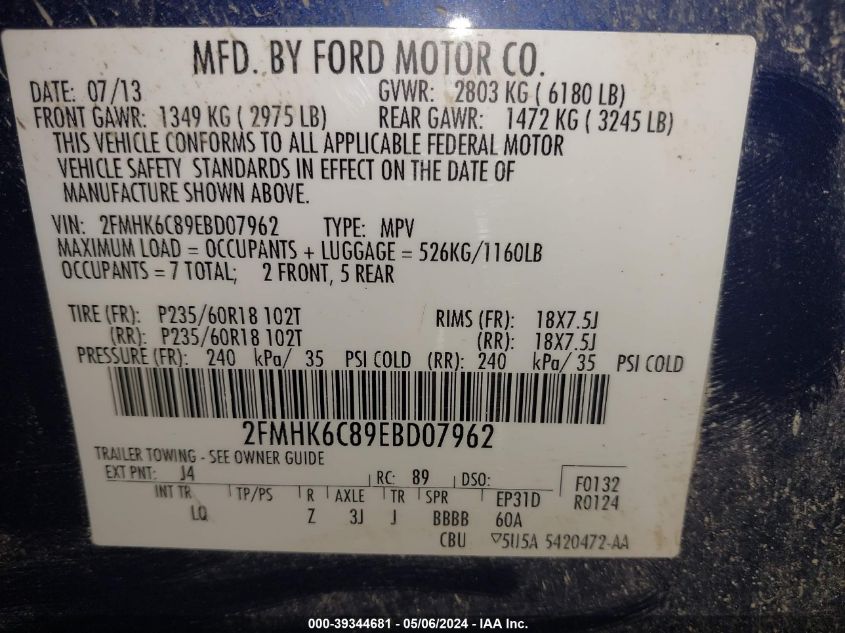 MFD. BY FORD MOTOR CO.
DATE: 07/13 GVWR: 2803 KG ( 6180 LB)
FRONT GAWR: 1349 KG ( 2975 LB) REAR GAWR: 1472 KG ( 3245 LB)
THIS VEHICLE CONFORMS TO ALL APPLICABLE FEDERAL MOTOR
VEHICLE SAFETY STANDARDS IN EFFECT ON THE DATE OF
MANUFACTURE SHOWN ABOVE.
VIN: 2FMHK6C89EBD07962 TYPE: MPV
MAXIMUM LOAD = OCCUPANTS + LUGGAGE = 526KG/1160LB
OCCUPANTS = 7 TOTAL; 2 FRONT, 5 REAR
TIRE (FR): P235/60R18 102T RIMS (FR): 18X7.5J
(RR): P235/60R18 102T (RR): 18X7.5J
PRESSURE (FR): 240 kPa/ 35 PSI COLD (RR): 240 kPa/ 35 PSI COLD
2FMHK6C89EBD07962
TRAILER TOWING - SEE OWNER GUIDE
EXT PNT: J4 RC: 89 DSO: F0132
INT TR TP/PS R AXLE TR SPR EP31D R0124
LQ Z 3J J BBBB 60A
CBU 5420472-AA
000-39344681 - 05/06/2024 - IAA Inc.